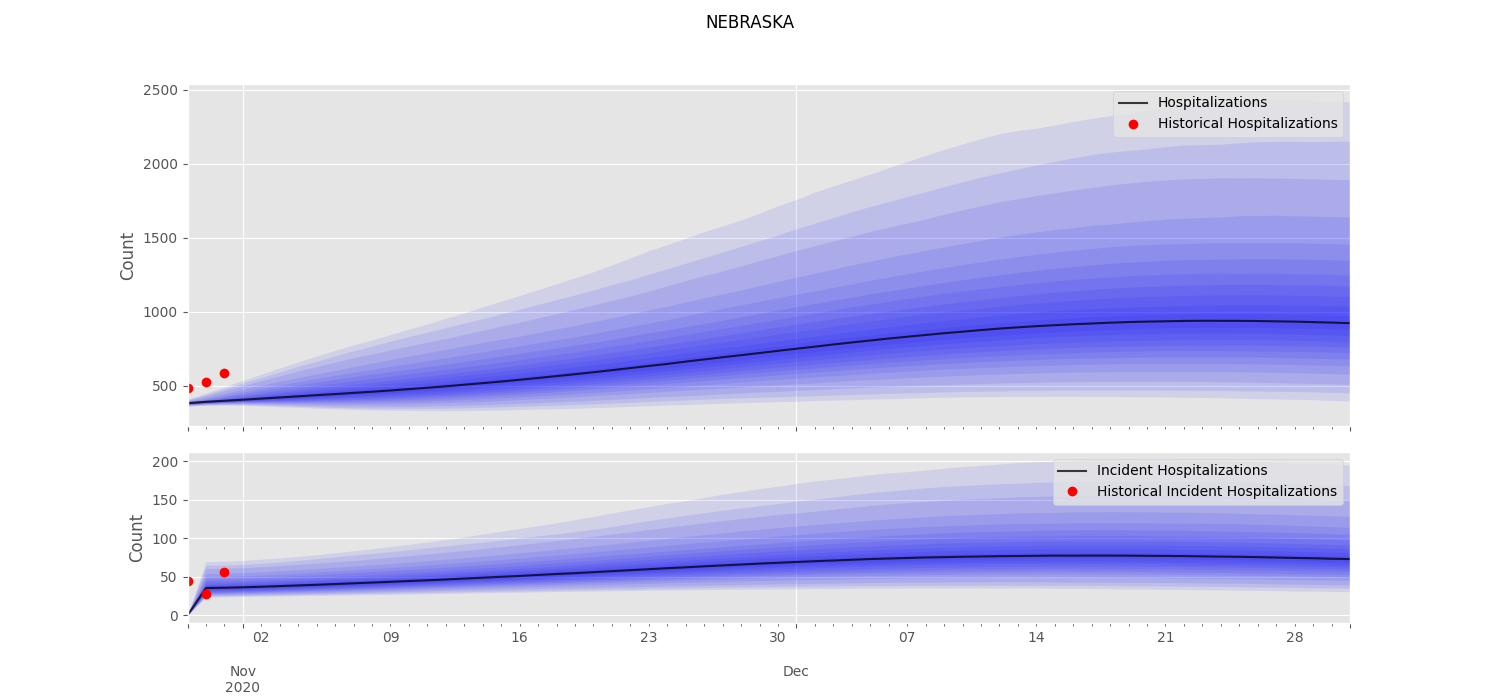 NEBRASKA
2500
2000
1500
1000
500
Count
Hospitalizations
Historical Hospitalizations
200
150
100
50
0
Count
Incident Hospitalizations
Historical Incident Hospitalizations
02 09 16 23 30 07 14 21 28
Nov Dec
2020